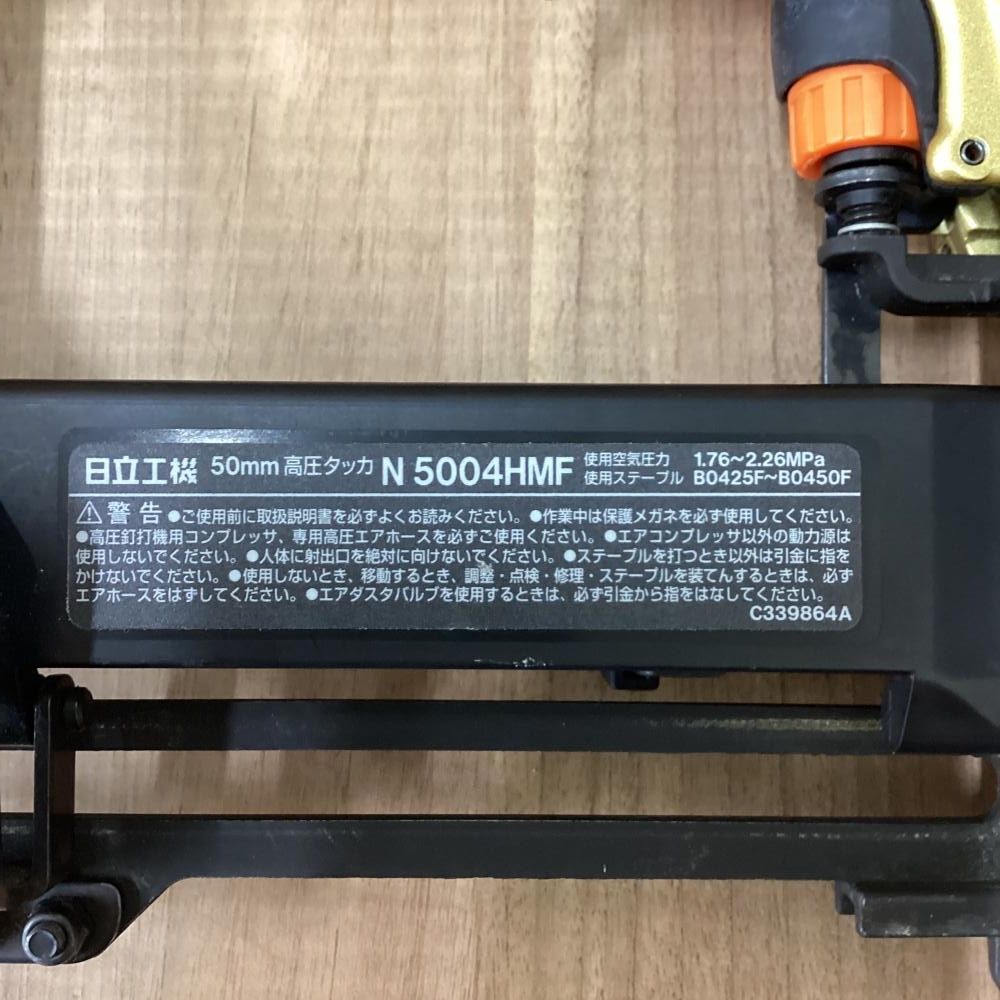 日立工機 50mm 高圧タッカ N 5004HMF 使用空気圧力 1.76～2.26MPa
使用ステープル B0425F～B0450F
⚠警告 ●ご使用前に取扱説明書を必ずよくお読みください。●作業中は保護メガネを必ず使用してください。
●高圧釘打機用コンプレッサ、専用高圧エアホースを必ずご使用ください。●エアコンプレッサ以外の動力源は
使用しないでください。●人体に射出口を絶対に向けないでください。●ステープルを打つとき以外は引金に指を
かけないでください。●使用しないとき、移動するとき、調整・点検・修理・ステープルを装てんするときは、必ず
エアホースをはずしてください。●エアダスタバルブを使用するときは、必ず引金から指をはなしてください。
C339864A